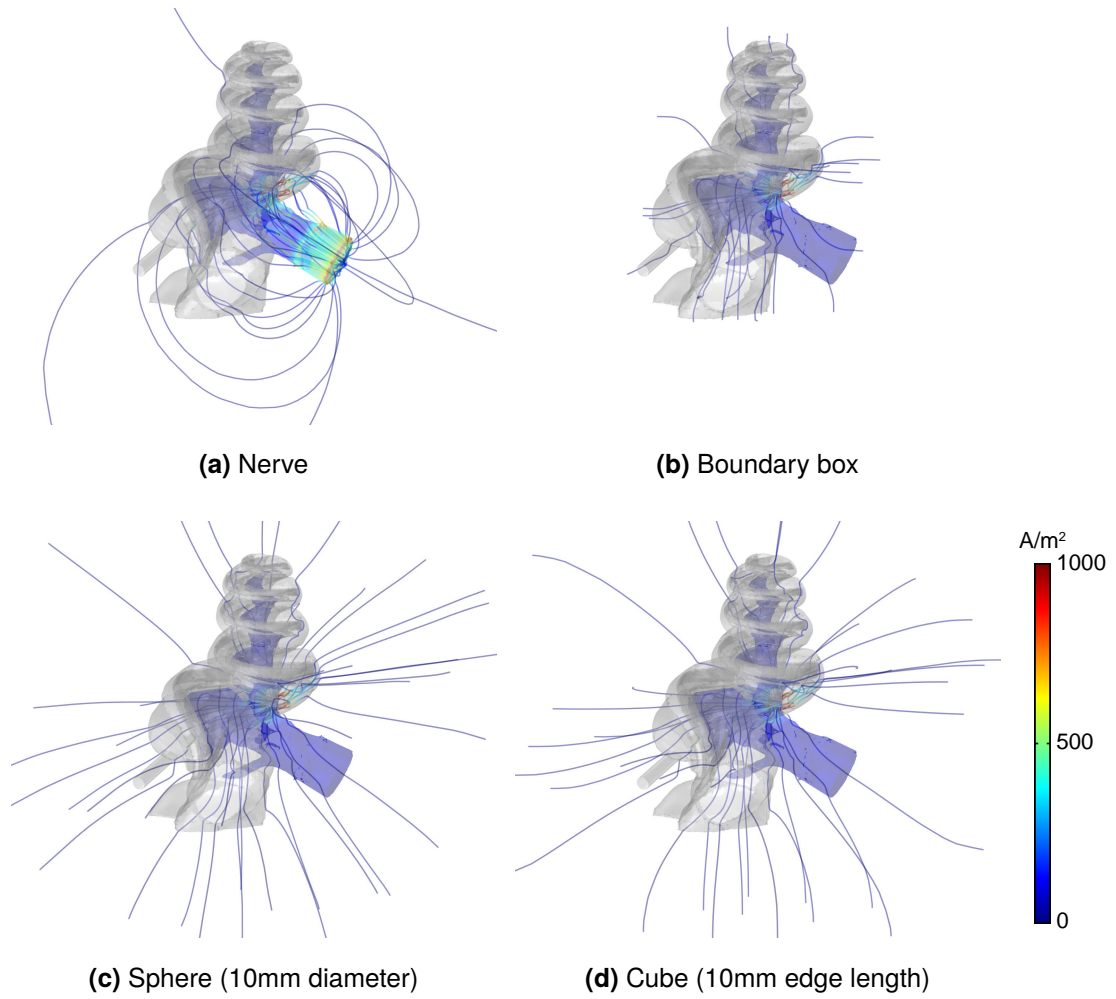 (a) Nerve
(b) Boundary box
A/m²
1000
500
0
(c) Sphere (10mm diameter)
(d) Cube (10mm edge length)